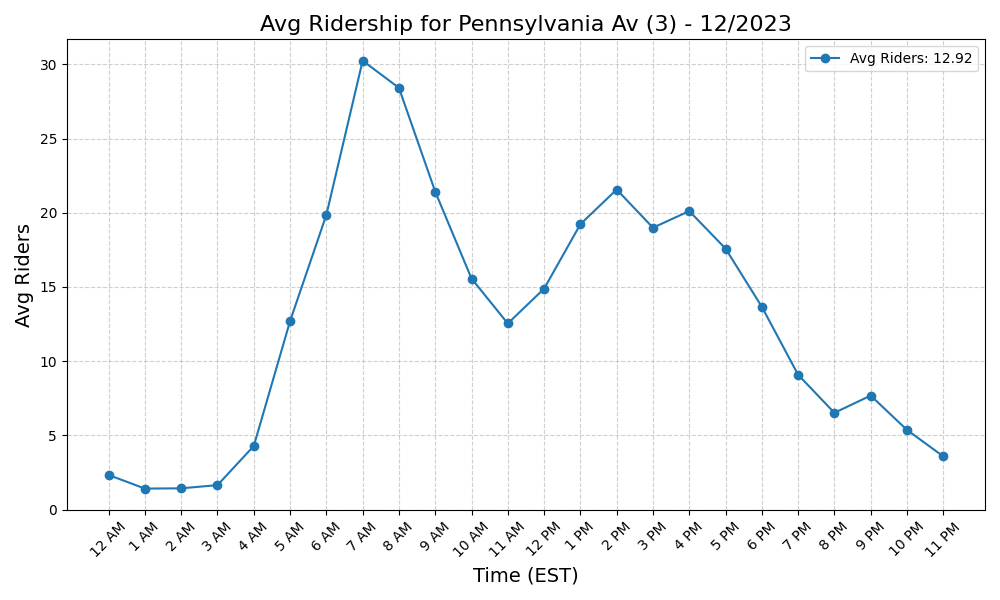 Avg Ridership for Pennsylvania Av (3) - 12/2023
Avg Riders: 12.92
Avg Riders
30
25
20
15
10
5
0
12 AM
1 AM
2 AM
3 AM
4 AM
5 AM
6 AM
7 AM
8 AM
9 AM
10 AM
11 AM
12 PM
1 PM
2 PM
3 PM
4 PM
5 PM
6 PM
7 PM
8 PM
9 PM
10 PM
11 PM
Time (EST)